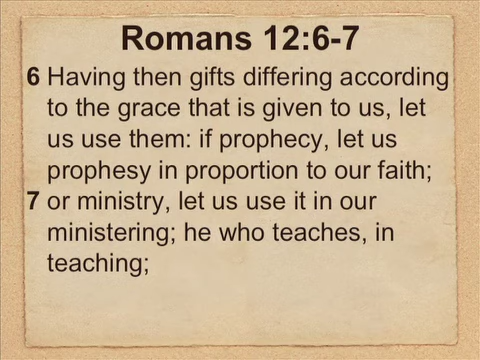 Romans 12:6-7
6 Having then gifts differing according
to the grace that is given to us, let
us use them: if prophecy, let us
prophesy in proportion to our faith;
7 or ministry, let us use it in our
ministering; he who teaches, in
teaching;